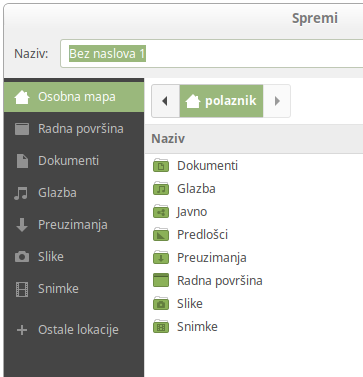 Spremi
Naziv: Bez naslova 1
Osobna mapa
Radna površina
Dokumenti
Glazba
Preuzimanja
Slike
Snimke
Ostale lokacije
polaznik
Naziv
Dokumenti
Glazba
Javno
Predlošci
Preuzimanja
Radna površina
Slike
Snimke